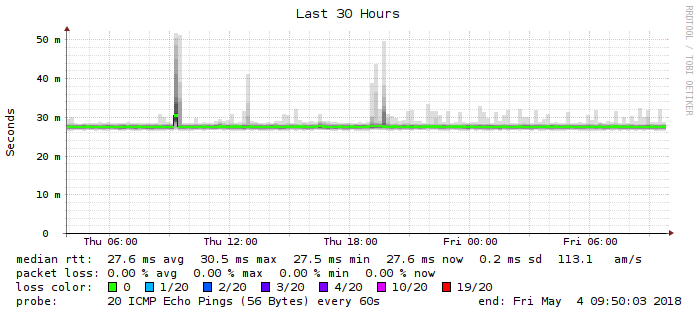 Last 30 Hours
RRDTOOL / TOBI OETIKER
Seconds
50 m
40 m
30 m
20 m
10 m
0
Thu 06:00 Thu 12:00 Thu 18:00 Fri 00:00 Fri 06:00
median rtt: 27.6 ms avg 30.5 ms max 27.5 ms min 27.6 ms now 0.2 ms sd 113.1 am/s
packet loss: 0.00 % avg 0.00 % max 0.00 % min 0.00 % now
loss color: 0 1/20 2/20 3/20 4/20 10/20 19/20
probe: 20 ICMP Echo Pings (56 Bytes) every 60s end: Fri May 4 09:50:03 2018